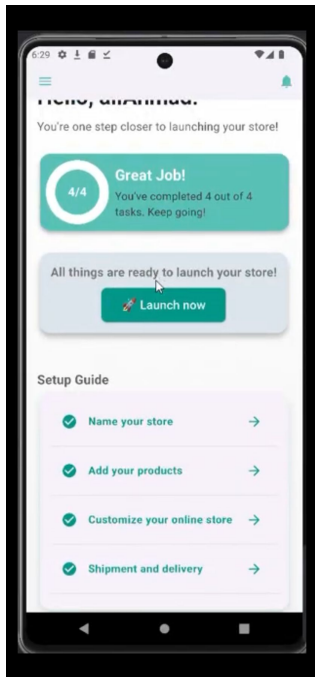 6:29
You're one step closer to launching your store!
Great Job!
4/4
You've completed 4 out of 4
tasks. Keep going!
All things are ready to launch your store!
🚀 Launch now
Setup Guide
Name your store
Add your products
Customize your online store
Shipment and delivery